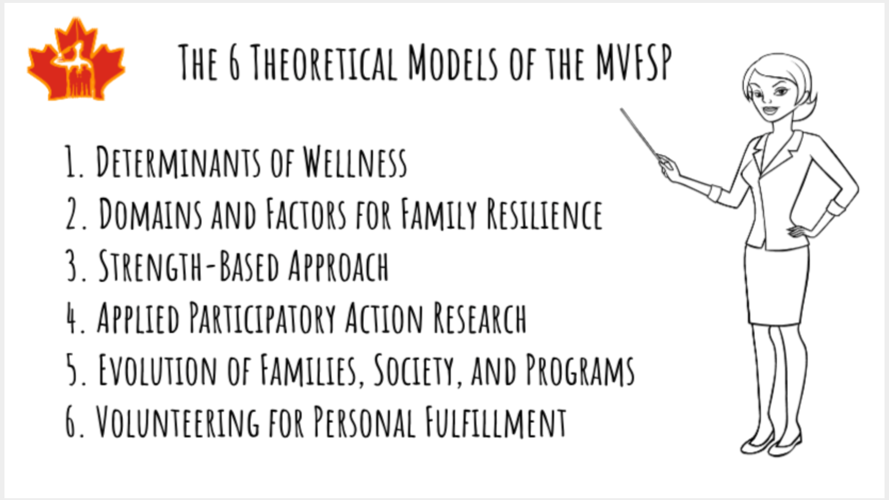 The 6 Theoretical Models of the MVFSP
1. Determinants of Wellness
2. Domains and Factors for Family Resilience
3. Strength-Based Approach
4. Applied Participatory Action Research
5. Evolution of Families, Society, and Programs
6. Volunteering for Personal Fulfillment